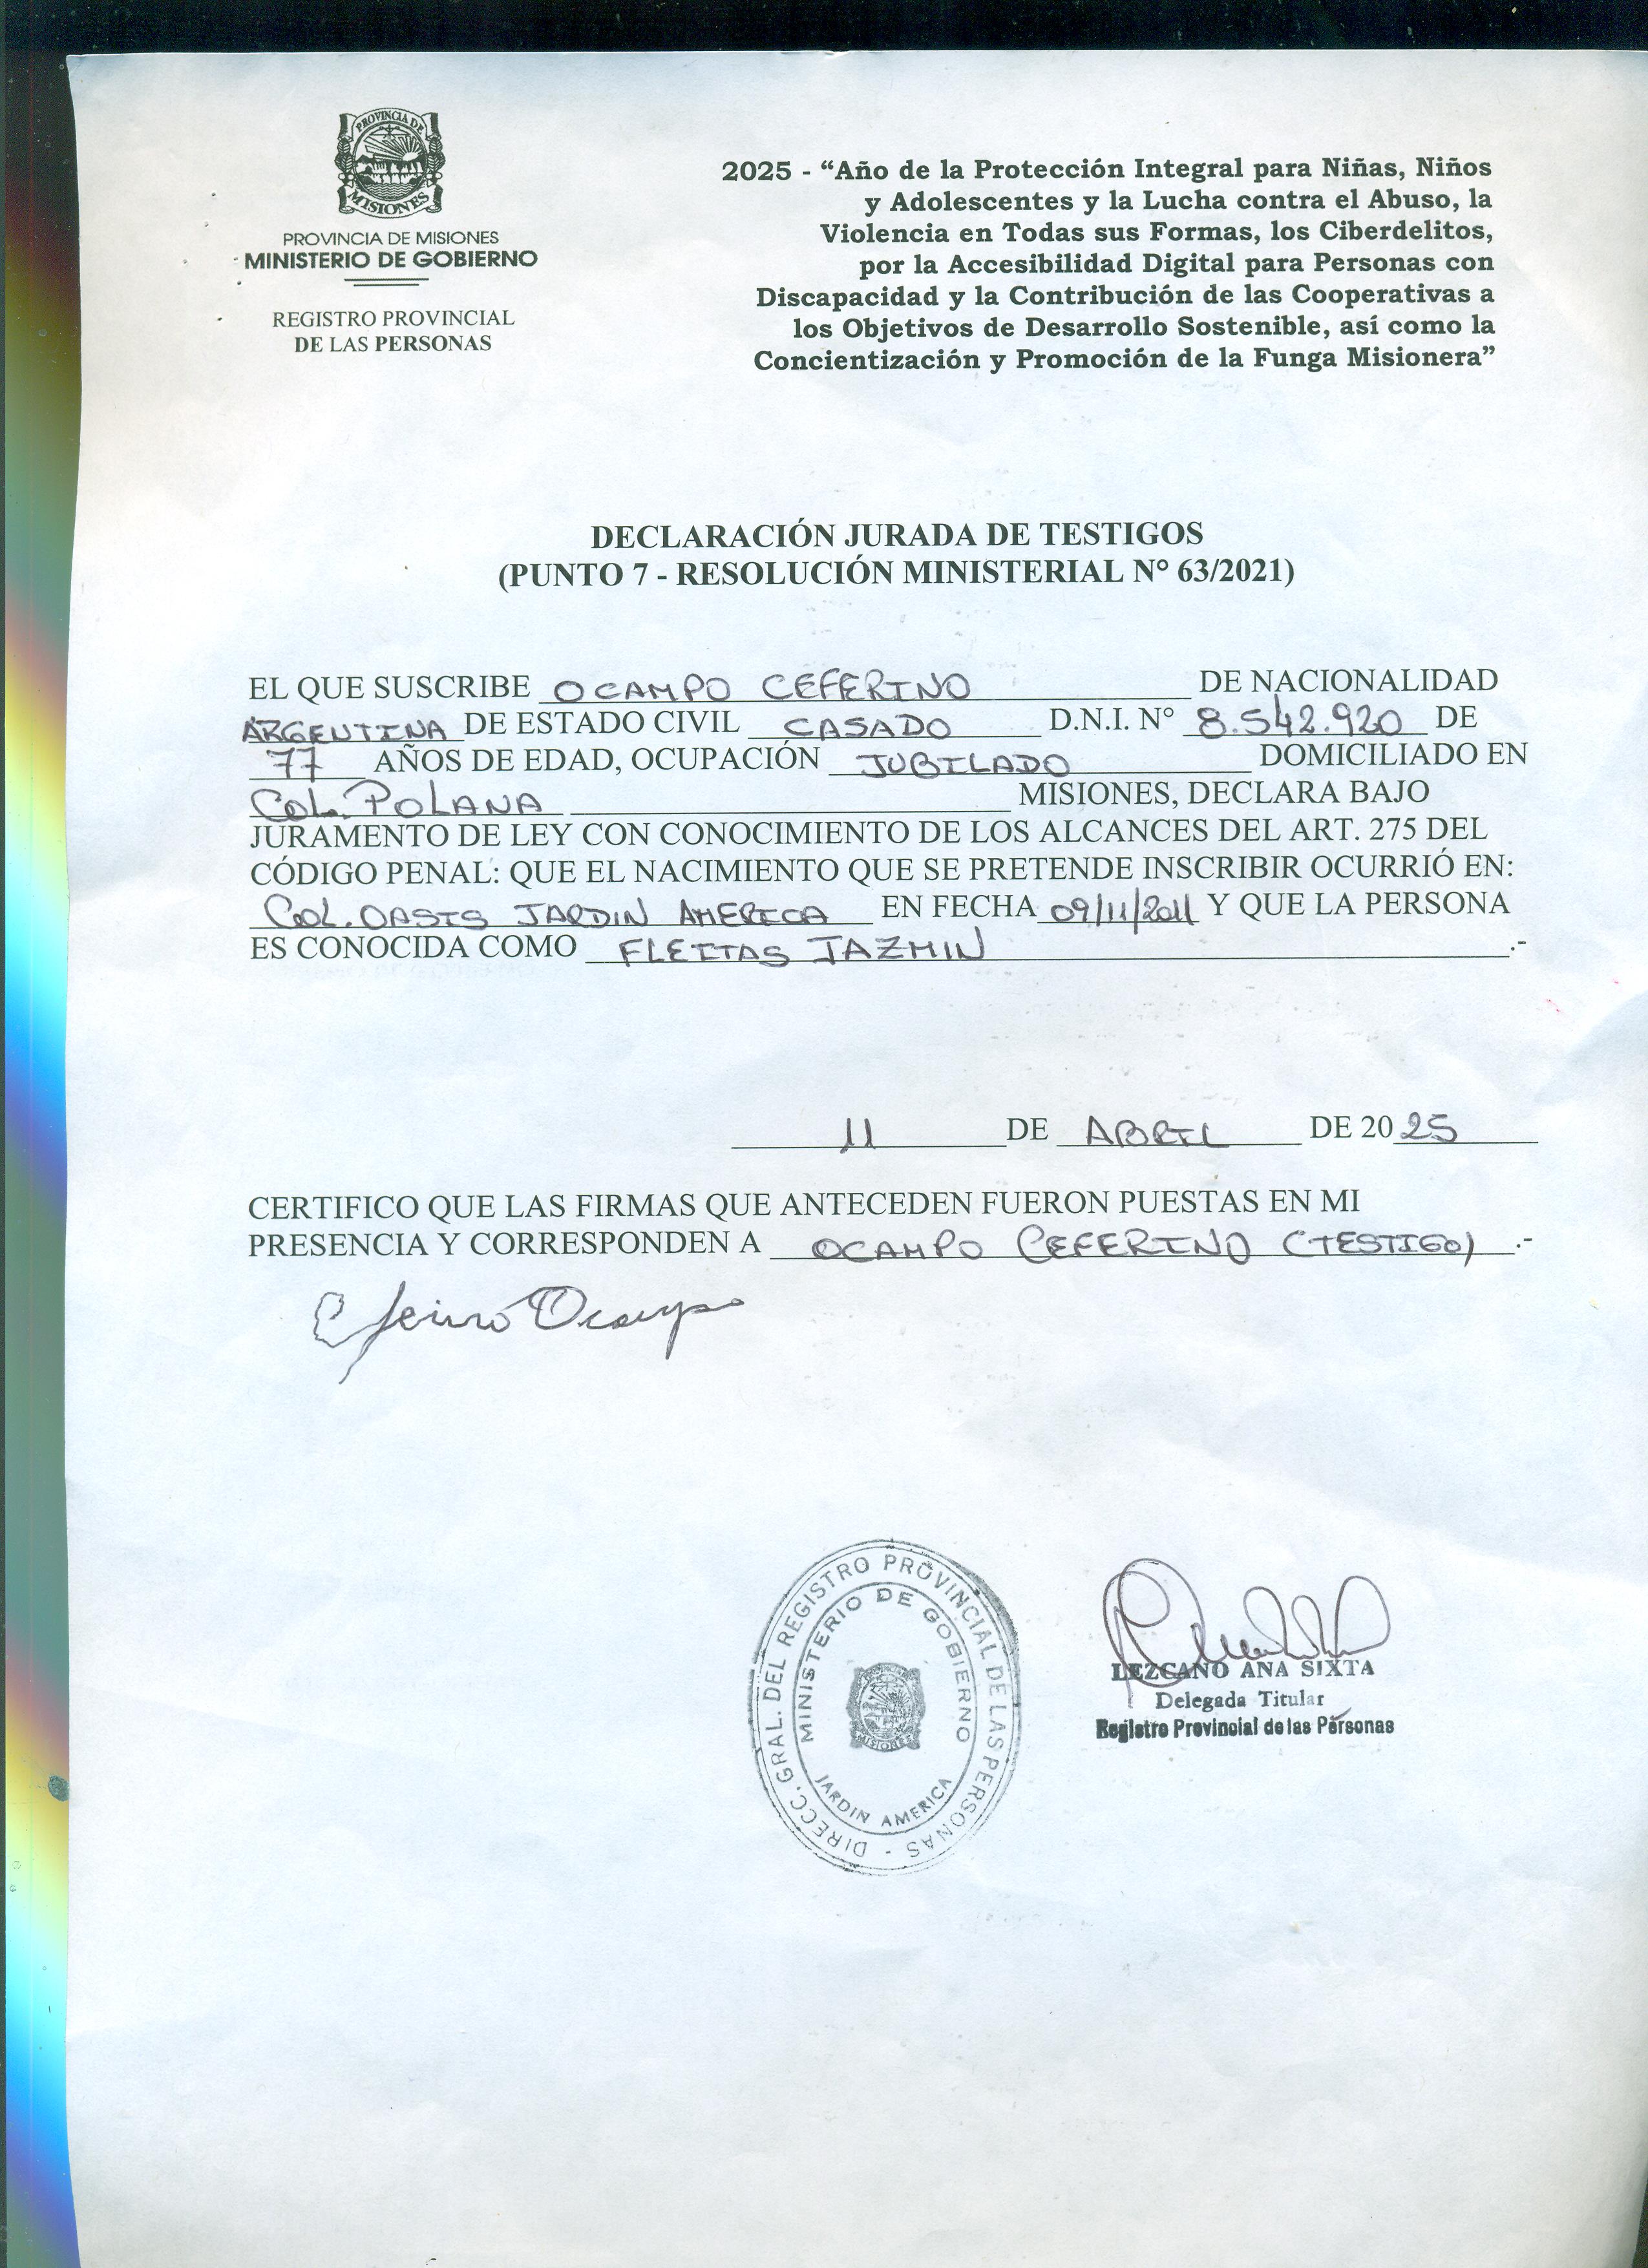 PROVINCIA DE
MISIONES
PROVINCIA DE MISIONES
MINISTERIO DE GOBIERNO
REGISTRO PROVINCIAL
DE LAS PERSONAS
2025 - “Año de la Protección Integral para Niñas, Niños
y Adolescentes y la Lucha contra el Abuso, la
Violencia en Todas sus Formas, los Ciberdelitos,
por la Accesibilidad Digital para Personas con
Discapacidad y la Contribución de las Cooperativas a
los Objetivos de Desarrollo Sostenible, así como la
Concientización y Promoción de la Funga Misionera”
DECLARACIÓN JURADA DE TESTIGOS
(PUNTO 7 - RESOLUCIÓN MINISTERIAL N° 63/2021)
EL QUE SUSCRIBE OCAMPO CEFERINO DE NACIONALIDAD
ARGENTINA DE ESTADO CIVIL CASADO D.N.I. N° 8.542.920 DE
77 AÑOS DE EDAD, OCUPACIÓN JUBILADO DOMICILIADO EN
COL. POLANA MISIONES, DECLARA BAJO
JURAMENTO DE LEY CON CONOCIMIENTO DE LOS ALCANCES DEL ART. 275 DEL
CÓDIGO PENAL: QUE EL NACIMIENTO QUE SE PRETENDE INSCRIBIR OCURRIÓ EN:
COL. OASIS JARDIN AMERICA EN FECHA 09/11/2011 Y QUE LA PERSONA
ES CONOCIDA COMO FLEITAS JAZMIN .-
11 DE ABRIL DE 2025
CERTIFICO QUE LAS FIRMAS QUE ANTECEDEN FUERON PUESTAS EN MI
PRESENCIA Y CORRESPONDEN A OCAMPO CEFERINO (TESTIGO) .-
Ceferino Ocampo
DIRECC. GRAL. DEL REGISTRO PROVINCIAL DE LAS PERSONAS -
MINISTERIO DE GOBIERNO
MISIONES
JARDIN AMERICA
LEZCANO ANA SIXTA
Delegada Titular
Registro Provincial de las Personas